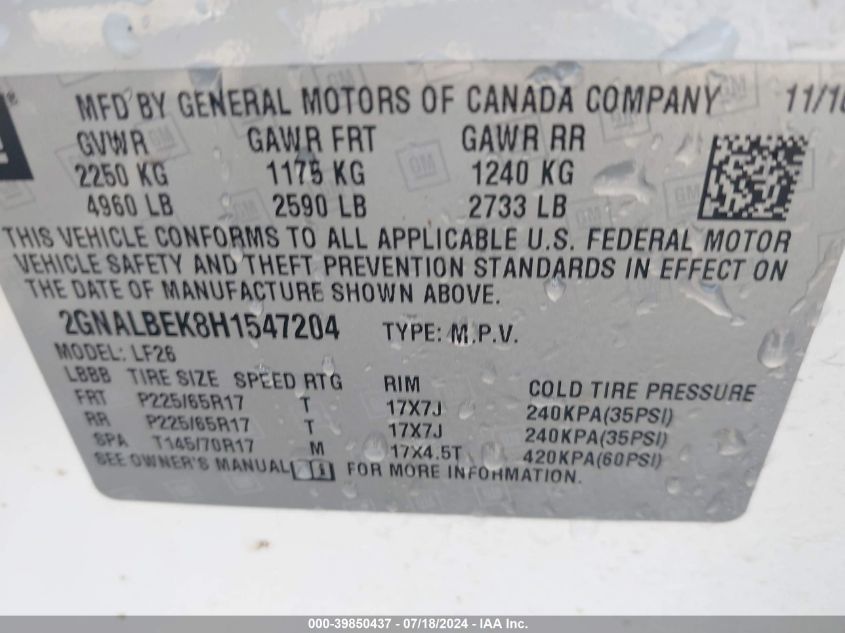 MFD BY GENERAL MOTORS OF CANADA COMPANY 11/16
GVWR GAWR FRT GAWR RR
2250 KG 1175 KG 1240 KG
4960 LB 2590 LB 2733 LB
THIS VEHICLE CONFORMS TO ALL APPLICABLE U.S. FEDERAL MOTOR
VEHICLE SAFETY AND THEFT PREVENTION STANDARDS IN EFFECT ON
THE DATE OF MANUFACTURE SHOWN ABOVE.
2GNALBEK8H1547204 TYPE: M.P.V.
MODEL: LF26
LBBB TIRE SIZE SPEED RTG RIM COLD TIRE PRESSURE
FRT P225/65R17 T 17X7J 240KPA(35PSI)
RR P225/65R17 T 17X7J 240KPA(35PSI)
SPA T145/70R17 M 17X4.5T 420KPA(60PSI)
SEE OWNER'S MANUAL FOR MORE INFORMATION.
000-39850437 - 07/18/2024 - IAA Inc.